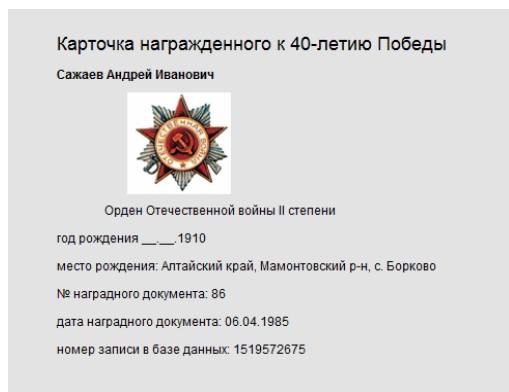 Карточка награжденного к 40-летию Победы
Сажаев Андрей Иванович
ОТЕЧЕСТВЕННАЯ ВОЙНА
Орден Отечественной войны II степени
год рождения __.__.1910
место рождения: Алтайский край, Мамонтовский р-н, с. Борково
№ наградного документа: 86
дата наградного документа: 06.04.1985
номер записи в базе данных: 1519572675